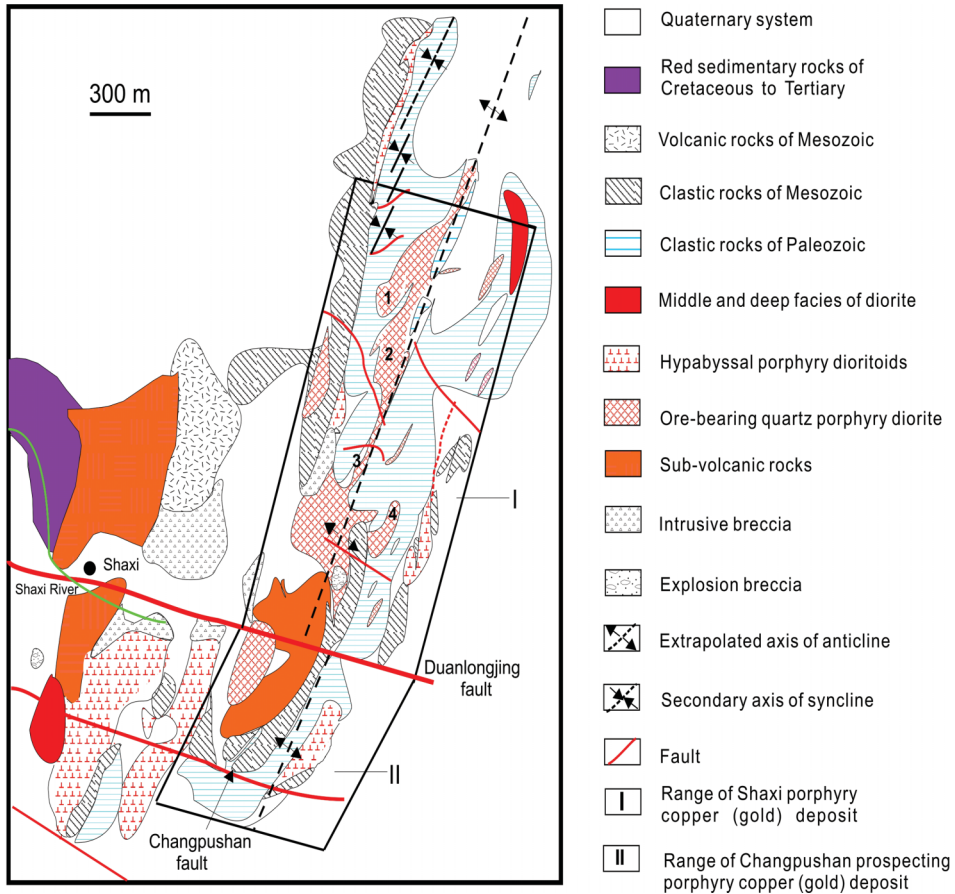 300 m
1
2
3
4
I
Shaxi
Shaxi River
Duanlongjing
fault
II
Changpushan
fault
Quaternary system
Red sedimentary rocks of
Cretaceous to Tertiary
Volcanic rocks of Mesozoic
Clastic rocks of Mesozoic
Clastic rocks of Paleozoic
Middle and deep facies of diorite
Hypabyssal porphyry dioritoids
Ore-bearing quartz porphyry diorite
Sub-volcanic rocks
Intrusive breccia
Explosion breccia
Extrapolated axis of anticline
Secondary axis of syncline
Fault
I
Range of Shaxi porphyry
copper (gold) deposit
II
Range of Changpushan prospecting
porphyry copper (gold) deposit